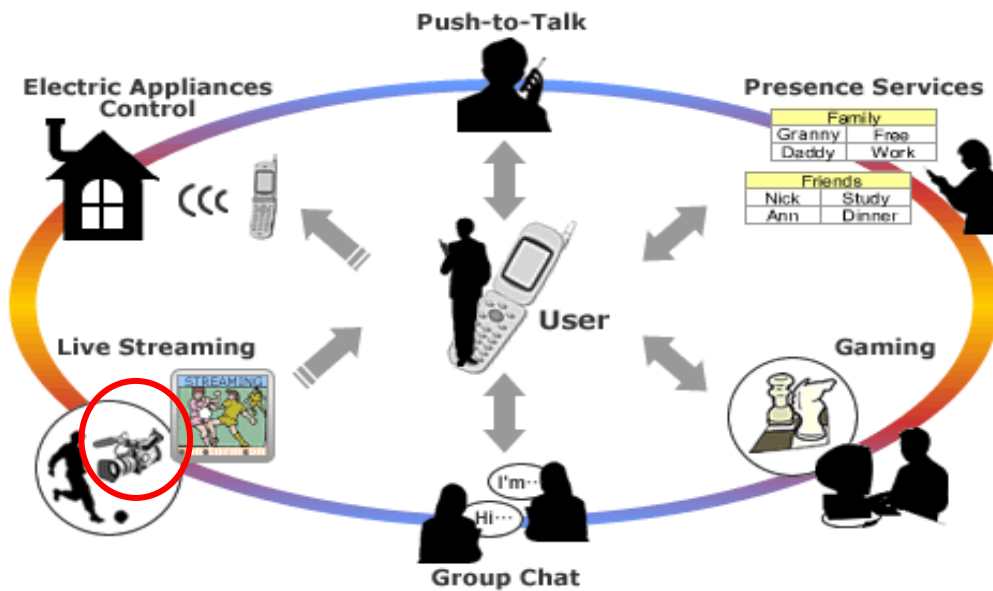 Push-to-Talk
Electric Appliances
Control
Presence Services
Family
Granny Free
Daddy Work
Friends
Nick Study
Ann Dinner
User
Live Streaming
Gaming
STREAMING
I'm…
Hi…
Group Chat